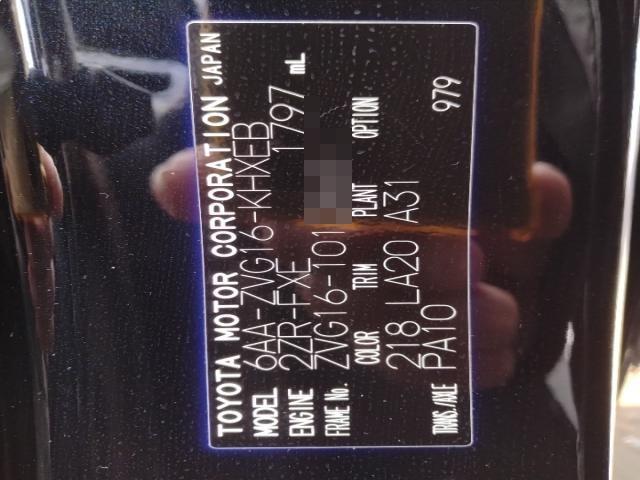 TOYOTA MOTOR CORPORATION JAPAN
MODEL 6AA-ZVG16-KHXEB
ENGINE 2ZR-FXE 1797 mL
FRAME No. ZVG16-101
COLOR TRIM PLANT OPTION
218 LA20 A31
TRANS./AXLE PA10 979